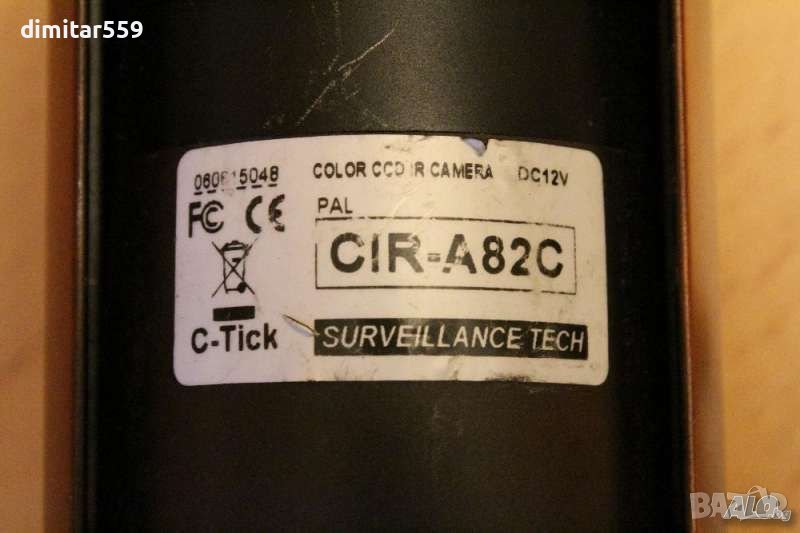 dimitar559
COLOR CCD IR CAMERA DC12V
FC CE
PAL
CIR-A82C
C-Tick
SURVEILLANCE TECH